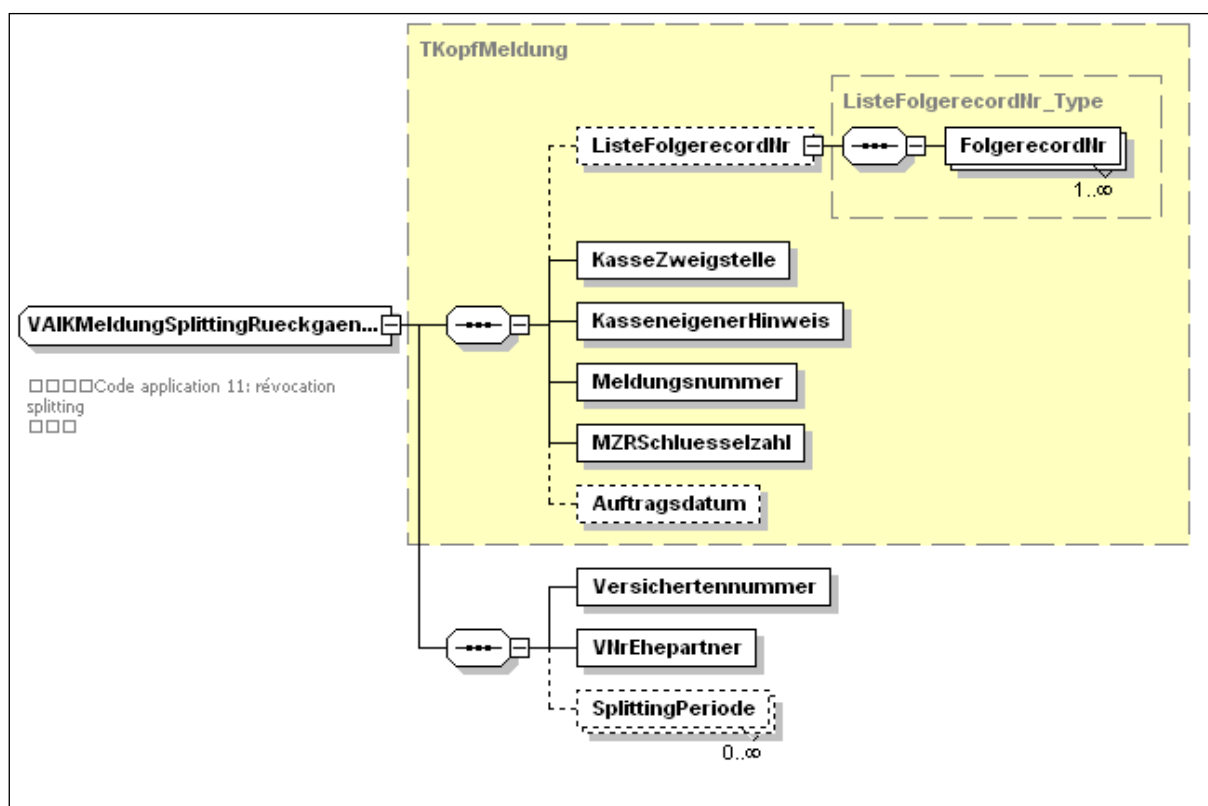 TKopfMeldung
ListeFolgerecordNr_Type
ListeFolgerecordNr
FolgerecordNr
1..∞
KasseZweigstelle
KasseneigenerHinweis
VAIKMeldungSplittingRueckgaen...
Meldungsnummer
Code application 11: révocation
splitting
MZRSchluesselzahl
Auftragsdatum
Versichertennummer
VNrEhepartner
SplittingPeriode
0..∞